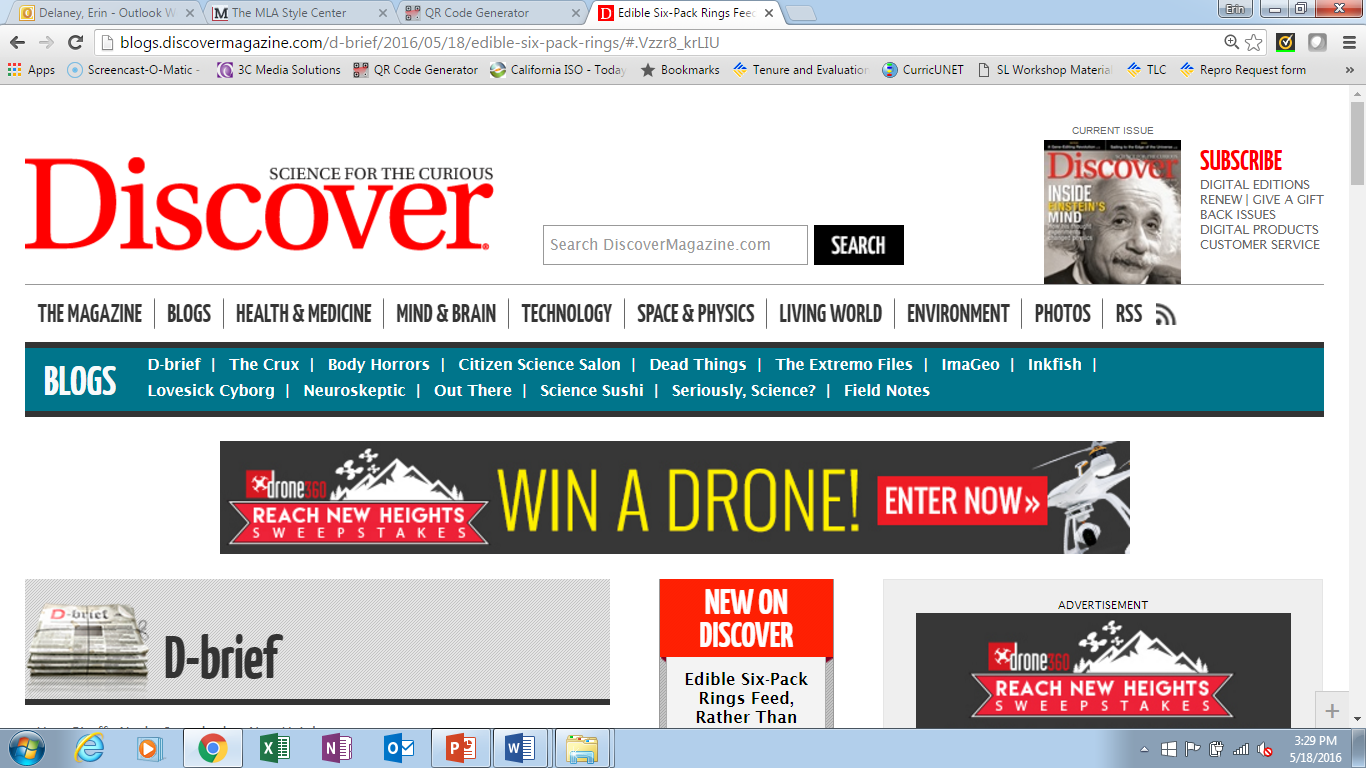 Delaney, Erin - Outlook W
The MLA Style Center
QR Code Generator
Edible Six-Pack Rings Feed
Erin
blogs.discovermagazine.com/d-brief/2016/05/18/edible-six-pack-rings/#.Vzzr8_krLIU
Apps
Screencast-O-Matic -
3C Media Solutions
QR Code Generator
California ISO - Today
Bookmarks
Tenure and Evaluation
CurricUNET
SL Workshop Material
TLC
Repro Request form
»
Discover
SCIENCE FOR THE CURIOUS
Search DiscoverMagazine.com
SEARCH
CURRENT ISSUE
Discover
INSIDE
EINSTEIN'S
MIND
SUBSCRIBE
DIGITAL EDITIONS
RENEW | GIVE A GIFT
BACK ISSUES
DIGITAL PRODUCTS
CUSTOMER SERVICE
THE MAGAZINE | BLOGS | HEALTH & MEDICINE | MIND & BRAIN | TECHNOLOGY | SPACE & PHYSICS | LIVING WORLD | ENVIRONMENT | PHOTOS | RSS
BLOGS
D-brief | The Crux | Body Horrors | Citizen Science Salon | Dead Things | The Extremo Files | ImaGeo | Inkfish |
Lovesick Cyborg | Neuroskeptic | Out There | Science Sushi | Seriously, Science? | Field Notes
drone360
REACH NEW HEIGHTS
SWEEPSTAKES
WIN A DRONE!
ENTER NOW»
D-brief
D-brief
NEW ON
DISCOVER
Edible Six-Pack
Rings Feed,
Rather Than
ADVERTISEMENT
drone360
REACH NEW HEIGHTS
SWEEPSTAKES
3:29 PM
5/18/2016